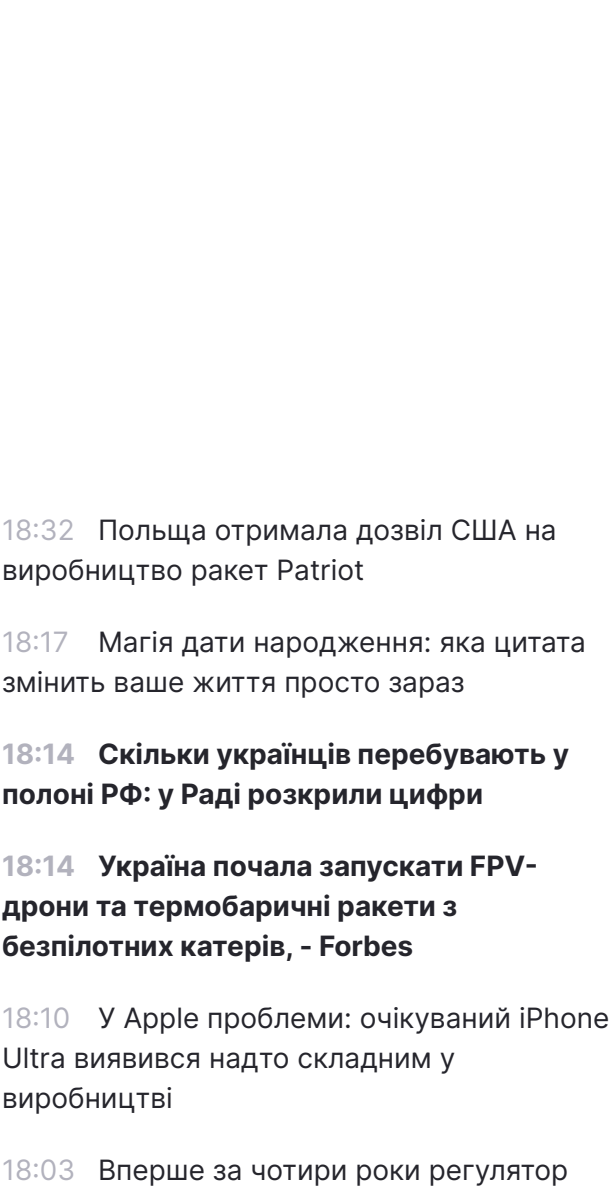 18:32 Польща отримала дозвіл США на
виробництво ракет Patriot
18:17 Магія дати народження: яка цитата
змінить ваше життя просто зараз
18:14 Скільки українців перебувають у
полоні РФ: у Раді розкрили цифри
18:14 Україна почала запускати FPV-
дрони та термобаричні ракети з
безпілотних катерів, - Forbes
18:10 У Apple проблеми: очікуваний iPhone
Ultra виявився надто складним у
виробництві
18:03 Вперше за чотири роки регулятор